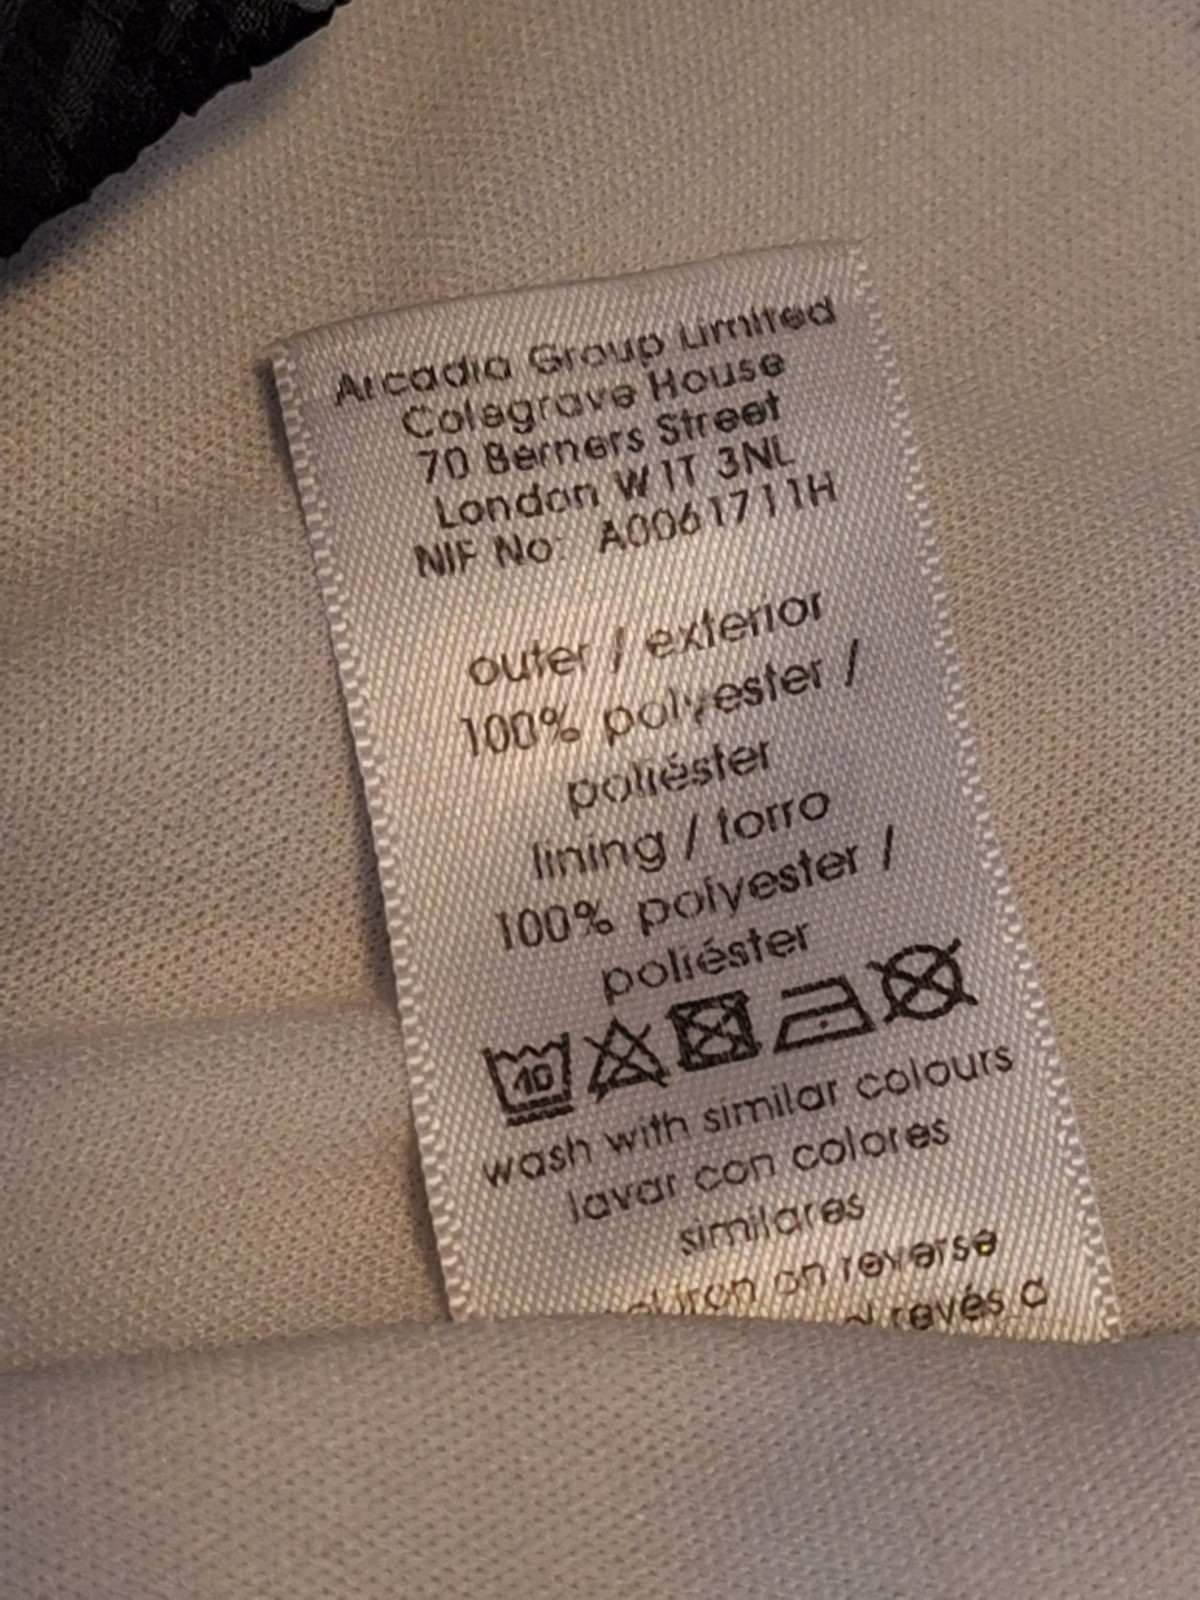 Arcadia Group Limited
Colegrave House
70 Berners Street
London W1T 3NL
NIF No: A0061711H
outer / exterior
100% polyester /
poliéster
lining / forro
100% polyester /
poliéster
40
wash with similar colours
lavar con colores
similares
iron on reverse
revés o